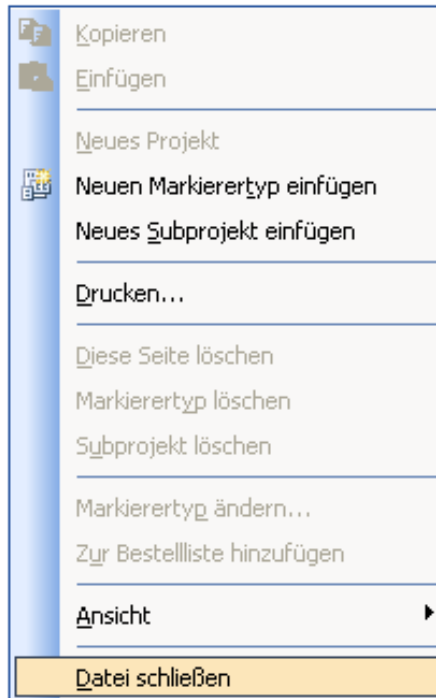 Kopieren
Einfügen
Neues Projekt
Neuen Markierertyp einfügen
Neues Subprojekt einfügen
Drucken...
Diese Seite löschen
Markierertyp löschen
Subprojekt löschen
Markierertyp ändern...
Zur Bestellliste hinzufügen
Ansicht
Datei schließen